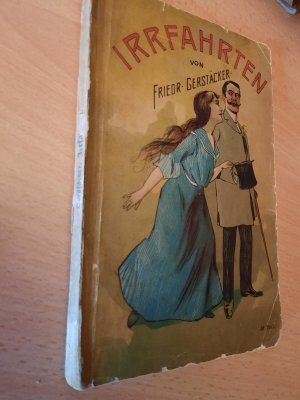 IRRFAHRTEN
VON
FRIEDR. GERSTÄCKER.